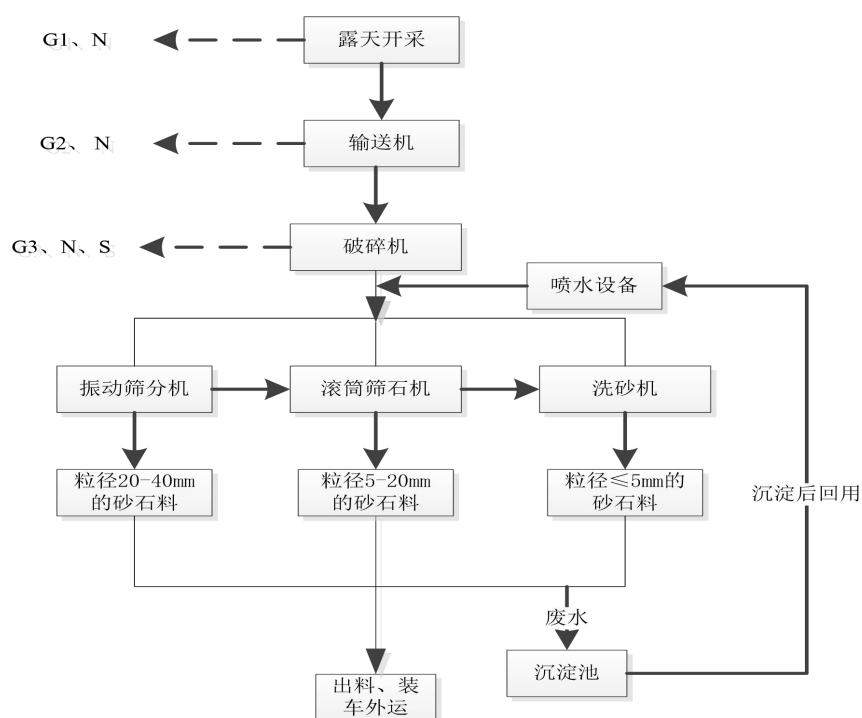 G1、N
露天开采
G2、N
输送机
G3、N、S
破碎机
喷水设备
振动筛分机
滚筒筛石机
洗砂机
粒径20-40mm
的砂石料
粒径5-20mm
的砂石料
粒径≤5mm的
砂石料
沉淀后回用
废水
沉淀池
出料、装
车外运